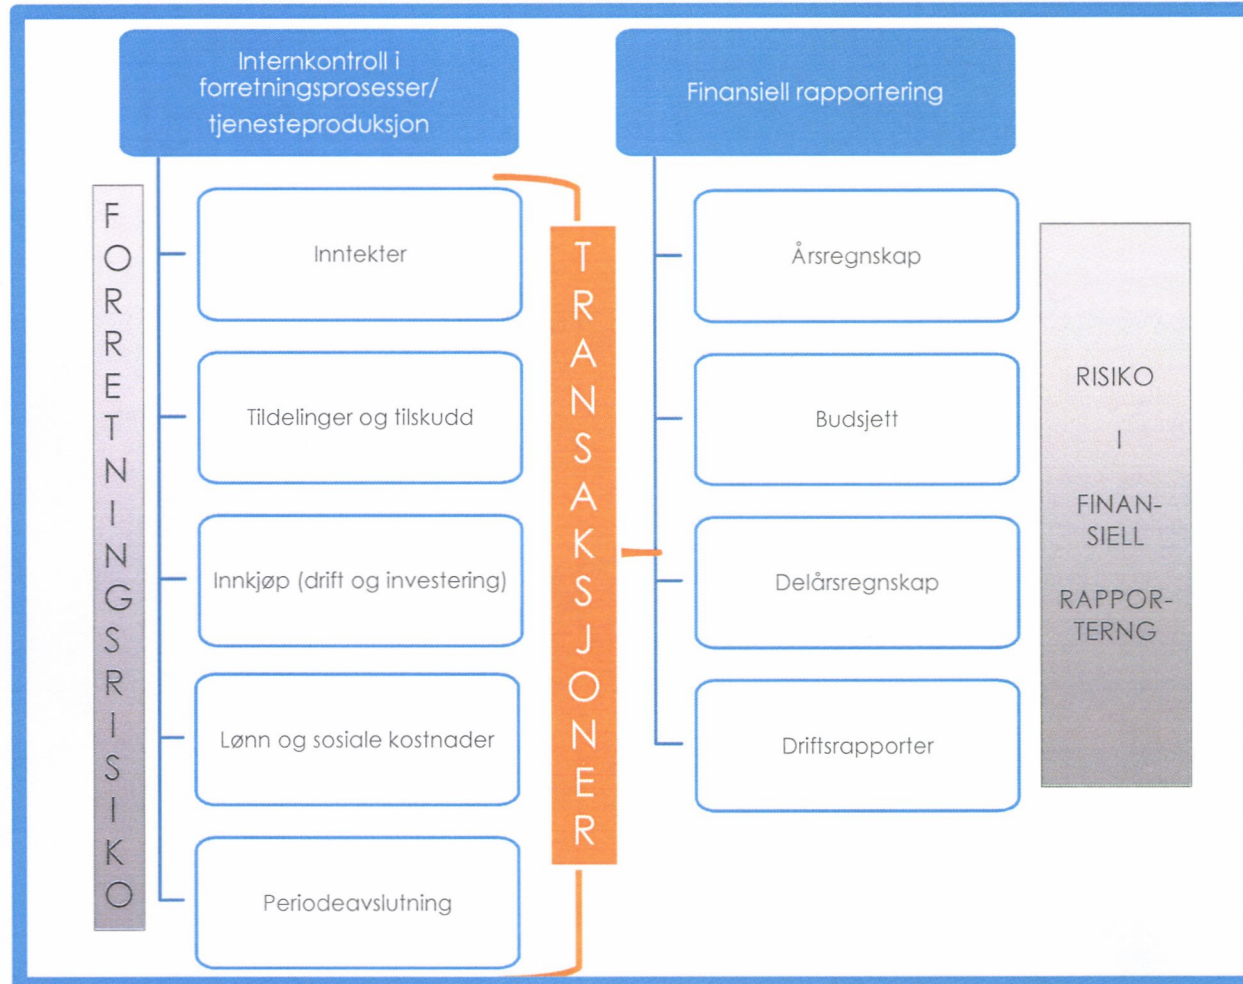 Internkontroll i
forretningsprosesser/
tjenesteproduksjon
Finansiell rapportering
FORRETNINGSRISIKO
Inntekter
Tildelinger og tilskudd
Innkjøp (drift og investering)
Lønn og sosiale kostnader
Periodeavslutning
TRANSAKSJONER
Årsregnskap
Budsjett
Delårsregnskap
Driftsrapporter
RISIKO
I
FINAN-
SIELL
RAPPOR-
TERNG